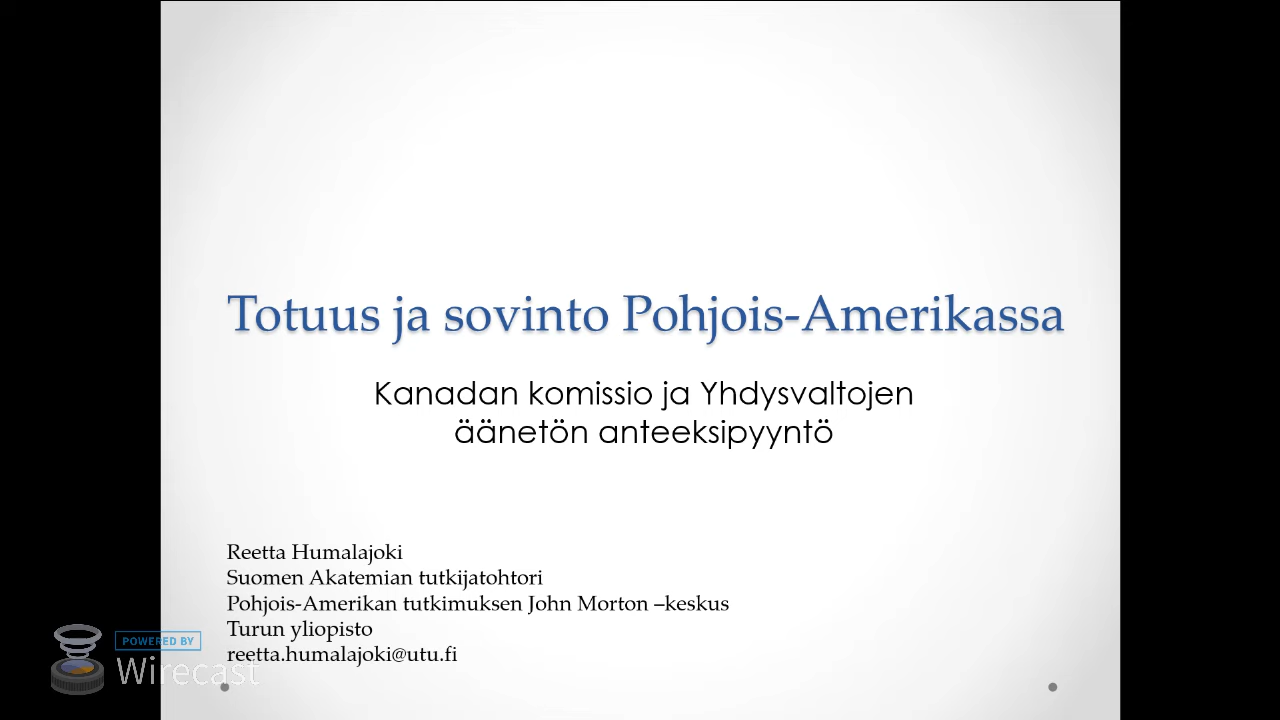 Totuus ja sovinto Pohjois-Amerikassa
Kanadan komissio ja Yhdysvaltojen
äänetön anteeksipyyntö
Reetta Humalajoki
Suomen Akatemian tutkijatohtori
Pohjois-Amerikan tutkimuksen John Morton –keskus
Turun yliopisto
reetta.humalajoki@utu.fi
POWERED BY
Wirecast